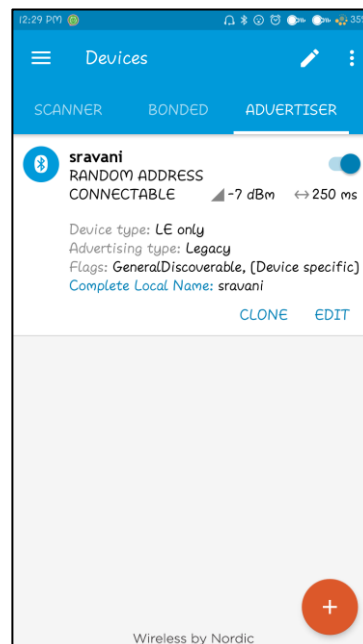 12:29 PM 35
Devices
SCANNER BONDED ADVERTISER
sravani
RANDOM ADDRESS
CONNECTABLE -7 dBm ↔250 ms
Device type: LE only
Advertising type: Legacy
Flags: GeneralDiscoverable, [Device specific]
Complete Local Name: sravani
CLONE EDIT
+
Wireless by Nordic